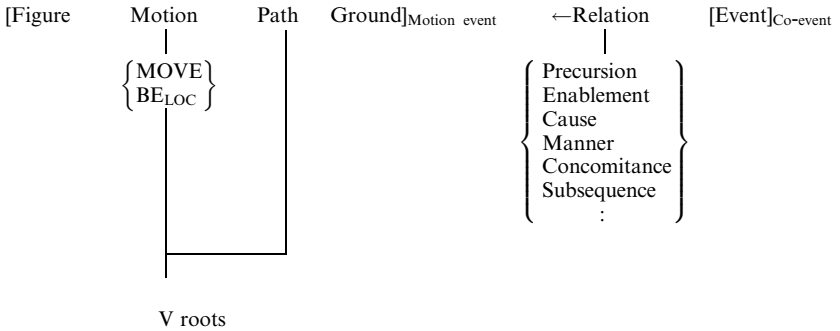 [Figure Motion Path Ground]Motion event ←Relation [Event]Co-event
MOVE
BELOC
Precursion
Enablement
Cause
Manner
Concomitance
Subsequence
:
V roots